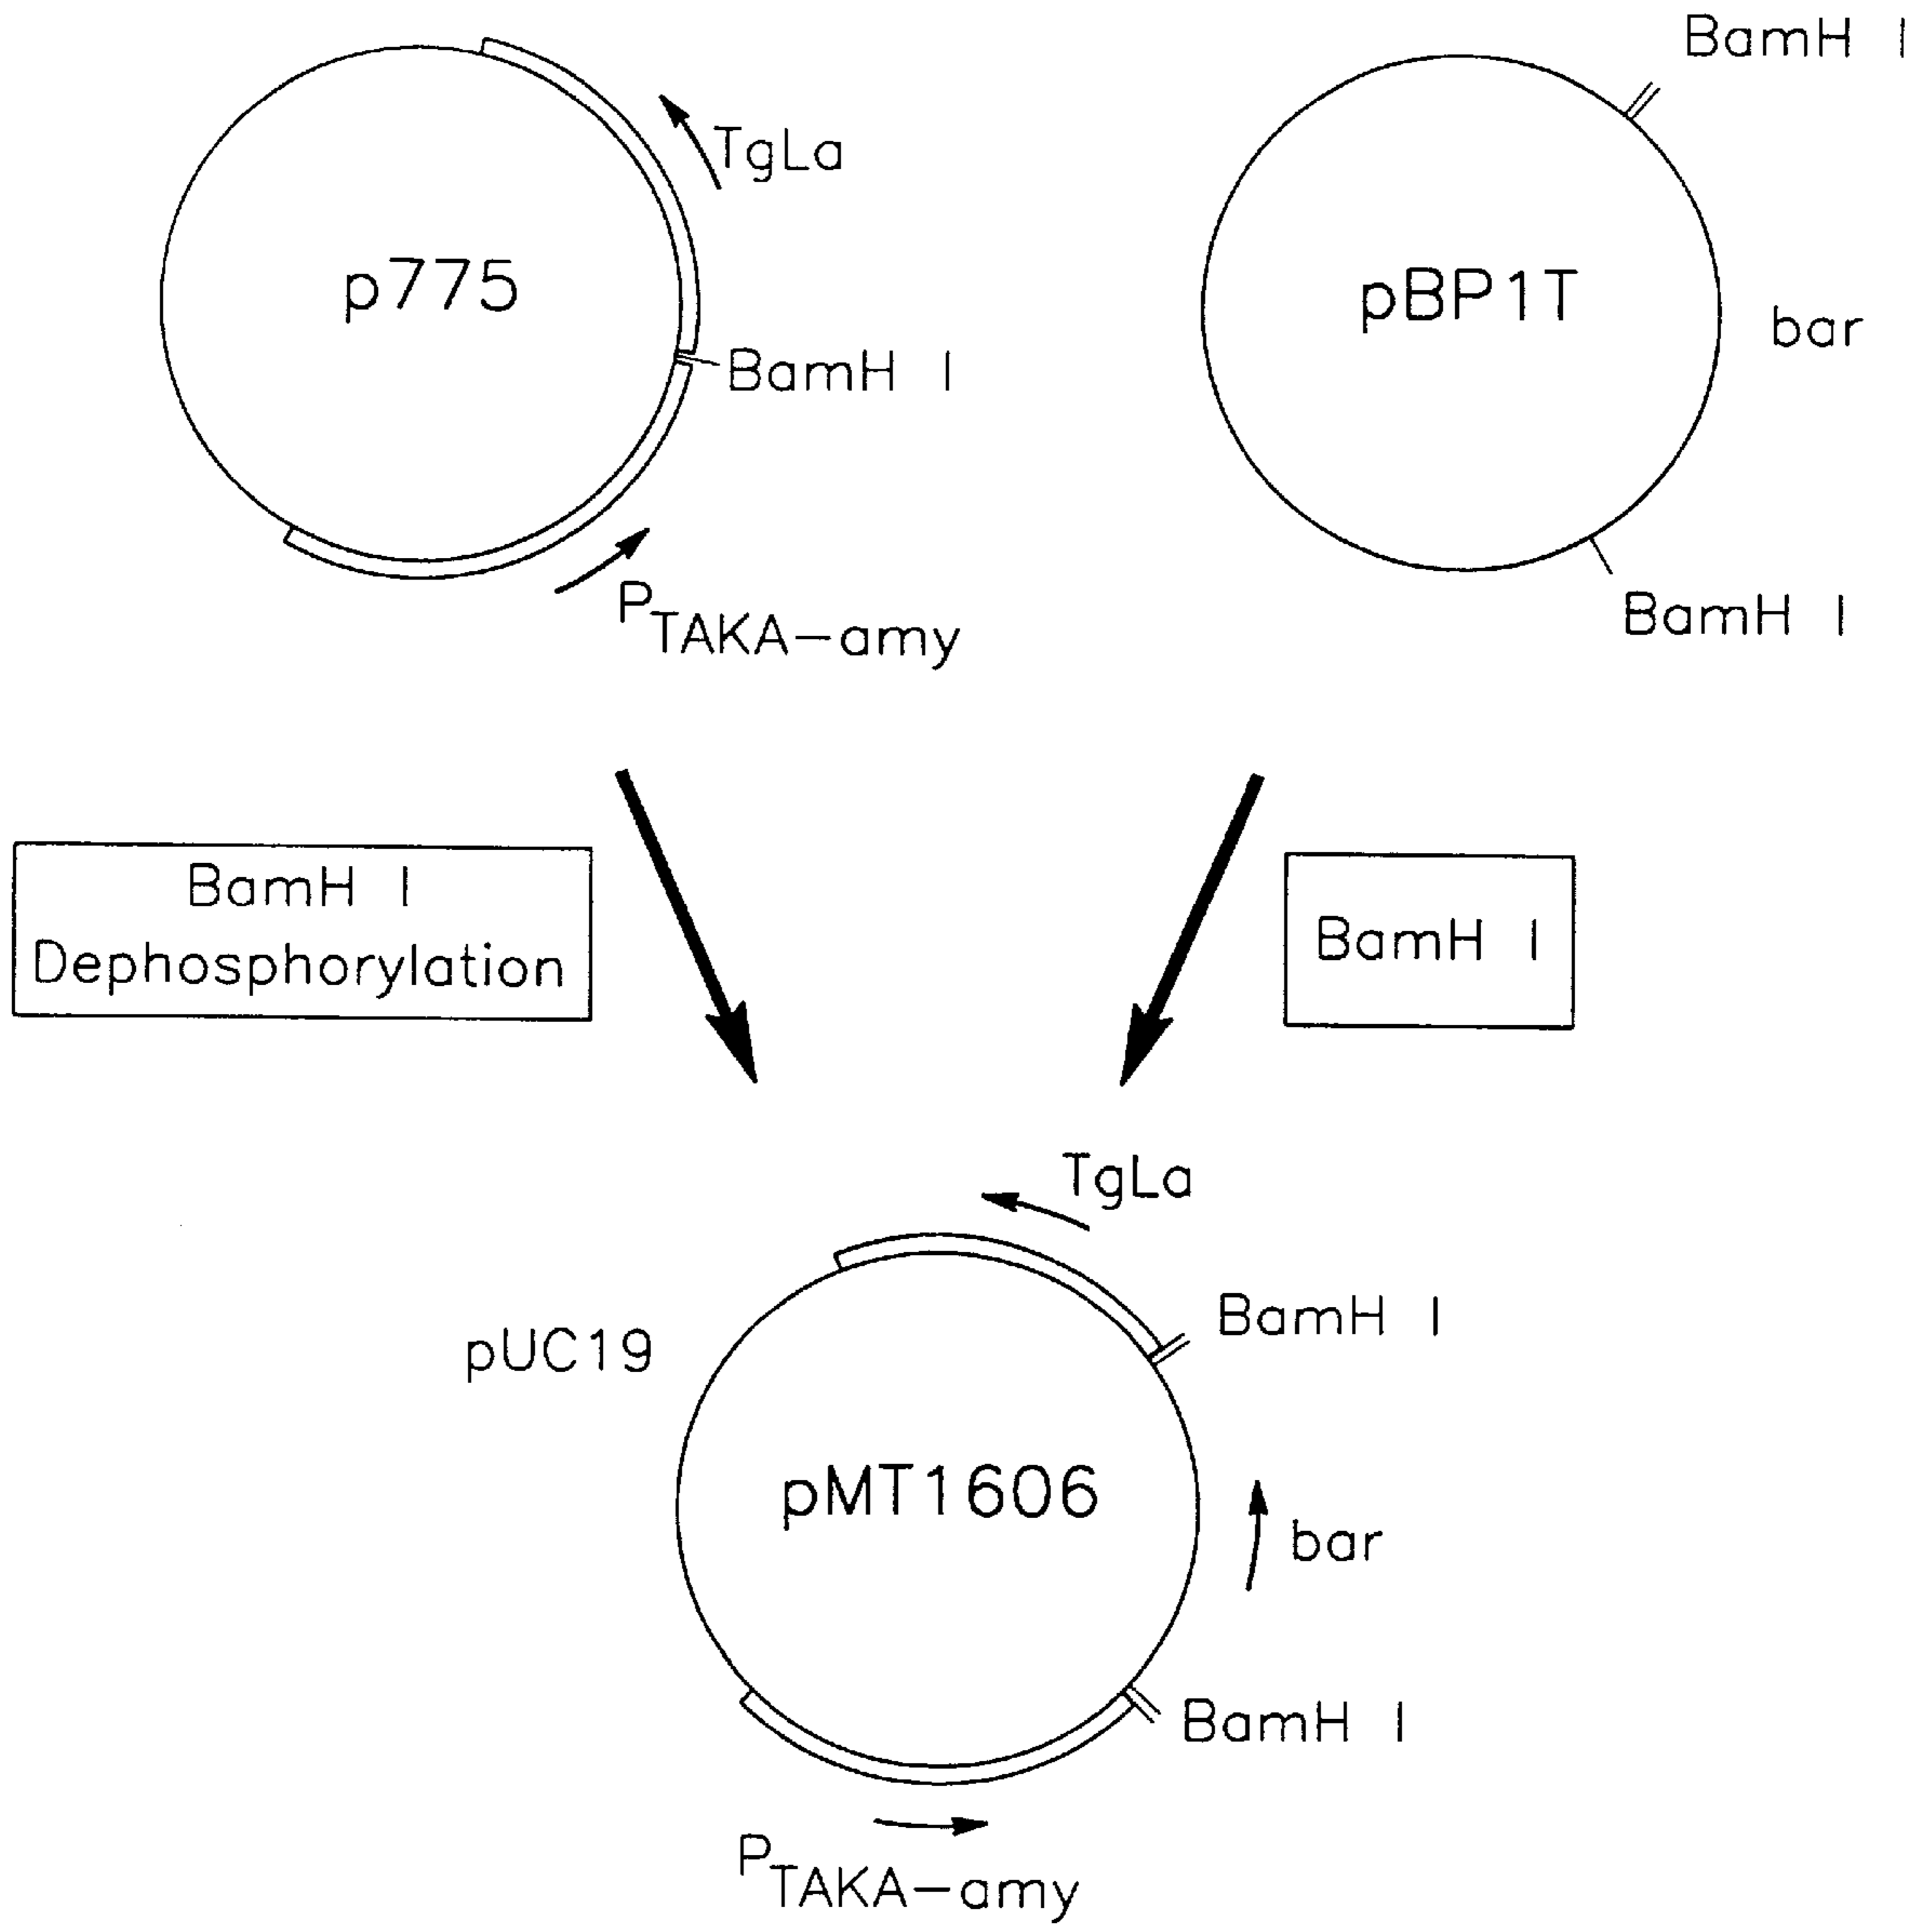 BamH I
TgLa
p775
pBP1T
bar
BamH I
P TAKA-amy
BamH I
BamH I
Dephosphorylation
BamH I
TgLa
BamH I
pUC19
pMT1606
bar
BamH I
P TAKA-amy